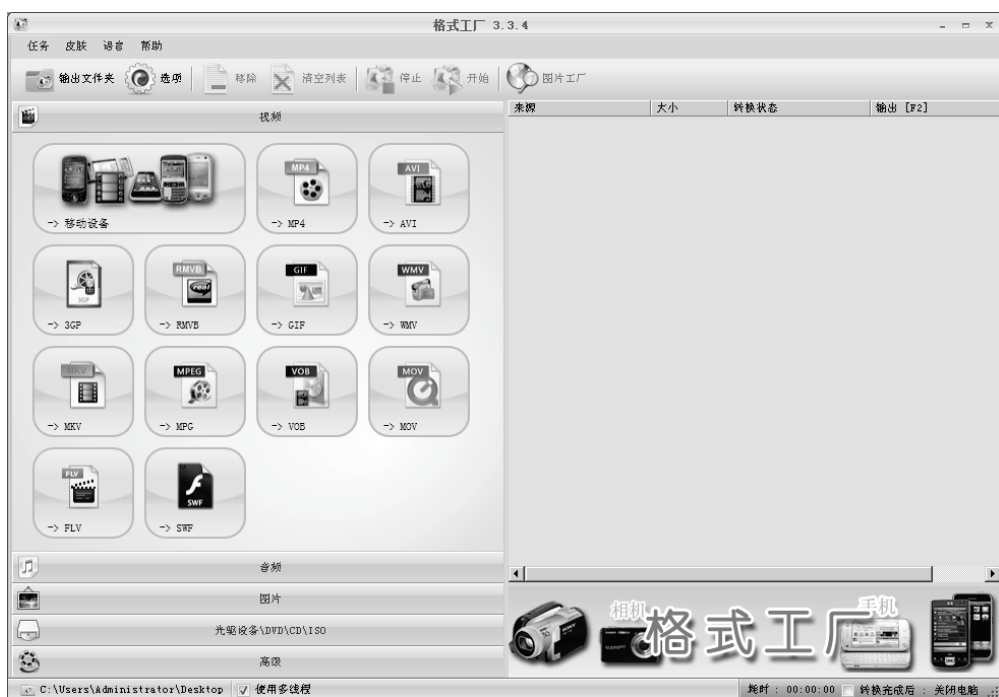 格式工厂 3.3.4
任务 皮肤 语言 帮助
输出文件夹 选项 移除 清空列表 停止 开始 图片工厂
视频
来源 大小 转换状态 输出 [F2]
-> 移动设备
MP4
-> MP4
AVI
-> AVI
3GP
-> 3GP
RMVB
real
-> RMVB
GIF
-> GIF
WMV
-> WMV
MKV
-> MKV
MPEG
-> MPG
VOB
-> VOB
MOV
-> MOV
FLV
-> FLV
SWF
-> SWF
音频
图片
光驱设备\DVD\CD\ISO
高级
相机 格式工厂 手机
C:\Users\Administrator\Desktop 使用多线程 耗时 : 00:00:00 转换完成后 : 关闭电脑